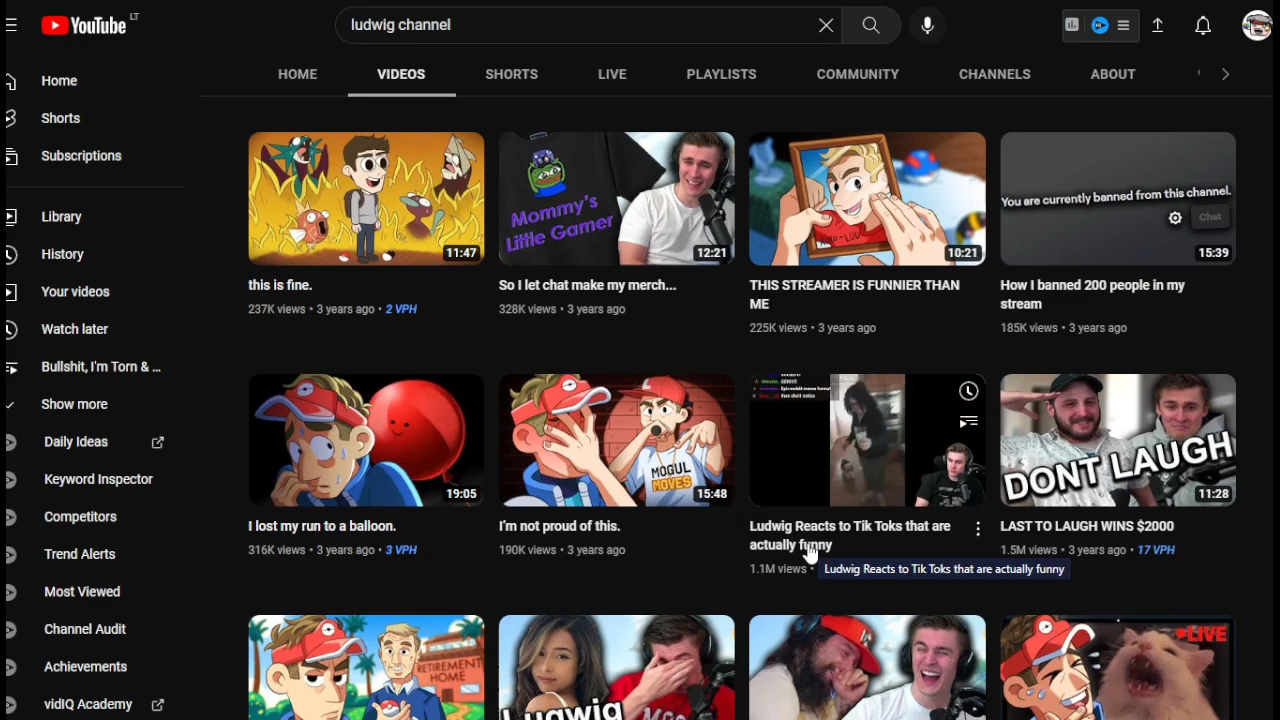 YouTube LT
ludwig channel
HOME VIDEOS SHORTS LIVE PLAYLISTS COMMUNITY CHANNELS ABOUT
Home
Shorts
Subscriptions
Library
History
Your videos
Watch later
Bullshit, I'm Torn & ...
Show more
Daily Ideas
Keyword Inspector
Competitors
Trend Alerts
Most Viewed
Channel Audit
Achievements
vidIQ Academy
11:47
this is fine.
237K views • 3 years ago • 2 VPH
Mommy's
Little Gamer
12:21
So I let chat make my merch...
328K views • 3 years ago
10:21
THIS STREAMER IS FUNNIER THAN
ME
225K views • 3 years ago
You are currently banned from this channel.
Chat
15:39
How I banned 200 people in my
stream
185K views • 3 years ago
19:05
I lost my run to a balloon.
316K views • 3 years ago • 3 VPH
MOGUL
MOVES
15:48
I'm not proud of this.
190K views • 3 years ago
Ludwig Reacts to Tik Toks that are
actually funny
1.1M views •
Ludwig Reacts to Tik Toks that are actually funny
DONT LAUGH
11:28
LAST TO LAUGH WINS $2000
1.5M views • 3 years ago • 17 VPH
RETIREMENT
HOME
Ludwig
LIVE